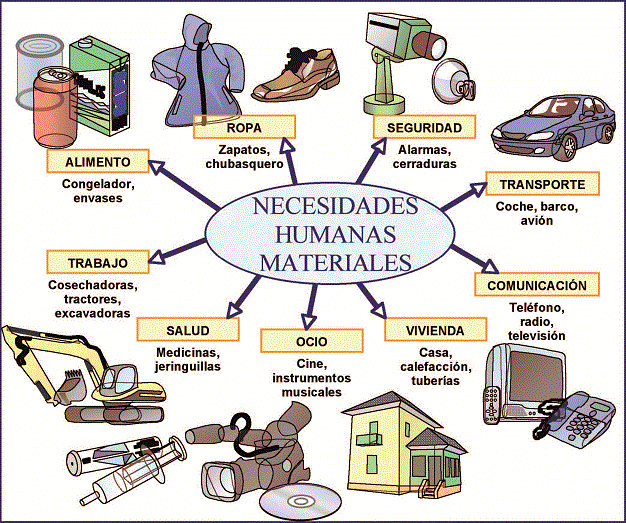 ROPA
Zapatos,
chubasquero
SEGURIDAD
Alarmas,
cerraduras
ALIMENTO
Congelador,
envases
TRANSPORTE
Coche, barco,
avión
NECESIDADES
HUMANAS
MATERIALES
TRABAJO
Cosechadoras,
tractores,
excavadoras
COMUNICACIÓN
Teléfono,
radio,
televisión
SALUD
Medicinas,
jeringuillas
OCIO
Cine,
instrumentos
musicales
VIVIENDA
Casa,
calefacción,
tuberías